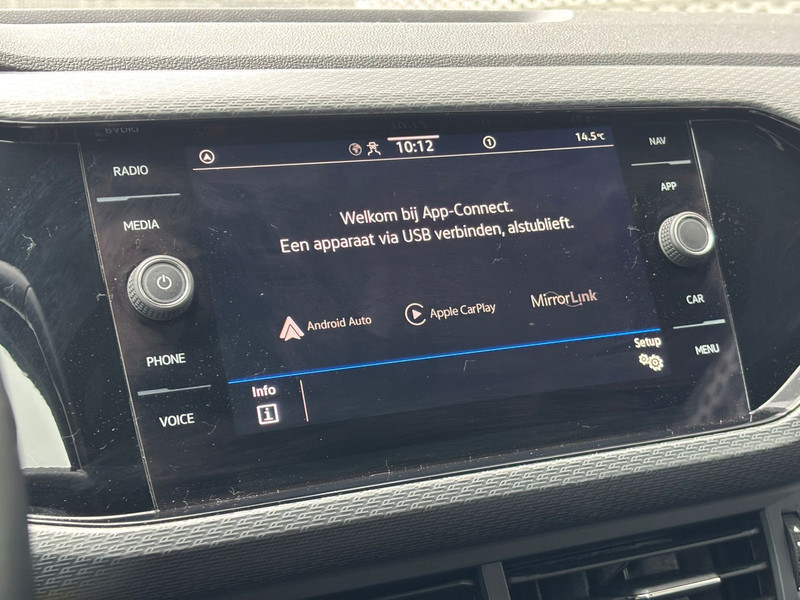 RADIO
MEDIA
PHONE
VOICE
10:12
1
14.5°C
Welkom bij App-Connect.
Een apparaat via USB verbinden, alstublieft.
Android Auto
Apple CarPlay
MirrorLink
Info
Setup
NAV
APP
CAR
MENU